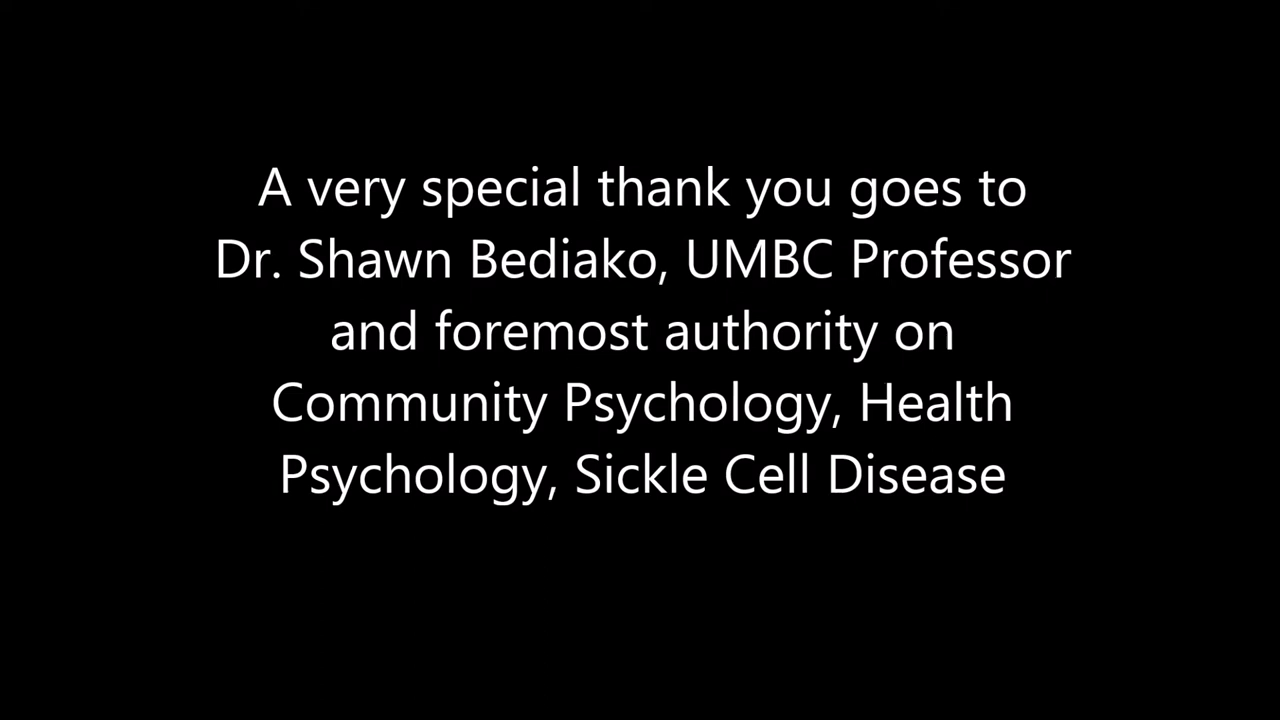 A very special thank you goes to
Dr. Shawn Bediako, UMBC Professor
and foremost authority on
Community Psychology, Health
Psychology, Sickle Cell Disease